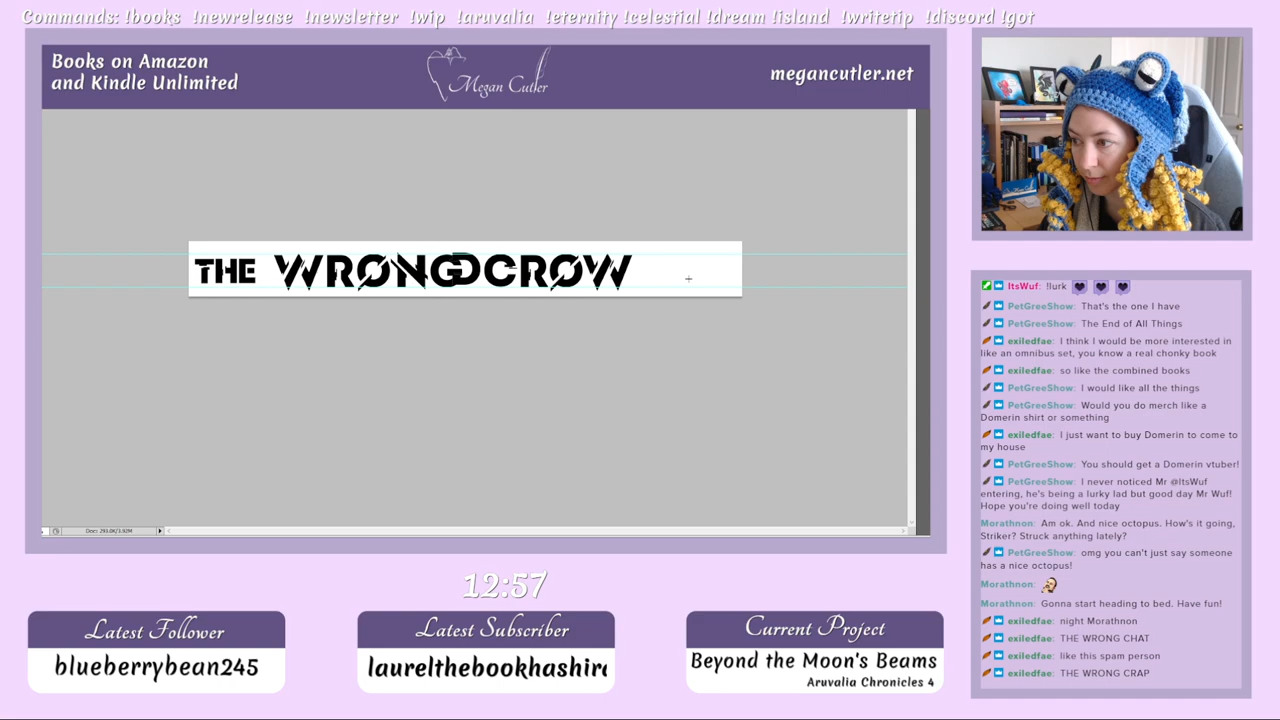 Commands: !books !newrelease !newsletter !wip !aruvalia !eternity !celestial !dream !island !writetip !discord !got
Books on Amazon
and Kindle Unlimited
Megan Cutler
megancutler.net
THE WRONG CROW
Doc: 293.0K/3.92M
ItsWuf: !lurk
PetGreeShow: That's the one I have
PetGreeShow: The End of All Things
exiledfae: I think I would be more interested in
like an omnibus set, you know a real chonky book
exiledfae: so like the combined books
PetGreeShow: I would like all the things
PetGreeShow: Would you do merch like a
Domerin shirt or something
exiledfae: I just want to buy Domerin to come to
my house
PetGreeShow: You should get a Domerin vtuber!
PetGreeShow: I never noticed Mr @ItsWuf
entering, he's being a lurky lad but good day Mr Wuf!
Hope you're doing well today
Morathnon: Am ok. And nice octopus. How's it going,
Striker? Struck anything lately?
PetGreeShow: omg you can't just say someone
has a nice octopus!
Morathnon:
Morathnon: Gonna start heading to bed. Have fun!
exiledfae: night Morathnon
exiledfae: THE WRONG CHAT
exiledfae: like this spam person
exiledfae: THE WRONG CRAP
12:57
Latest Follower
blueberrybean245
Latest Subscriber
laurelthebookhashira
Current Project
Beyond the Moon's Beams
Aruvalia Chronicles 4